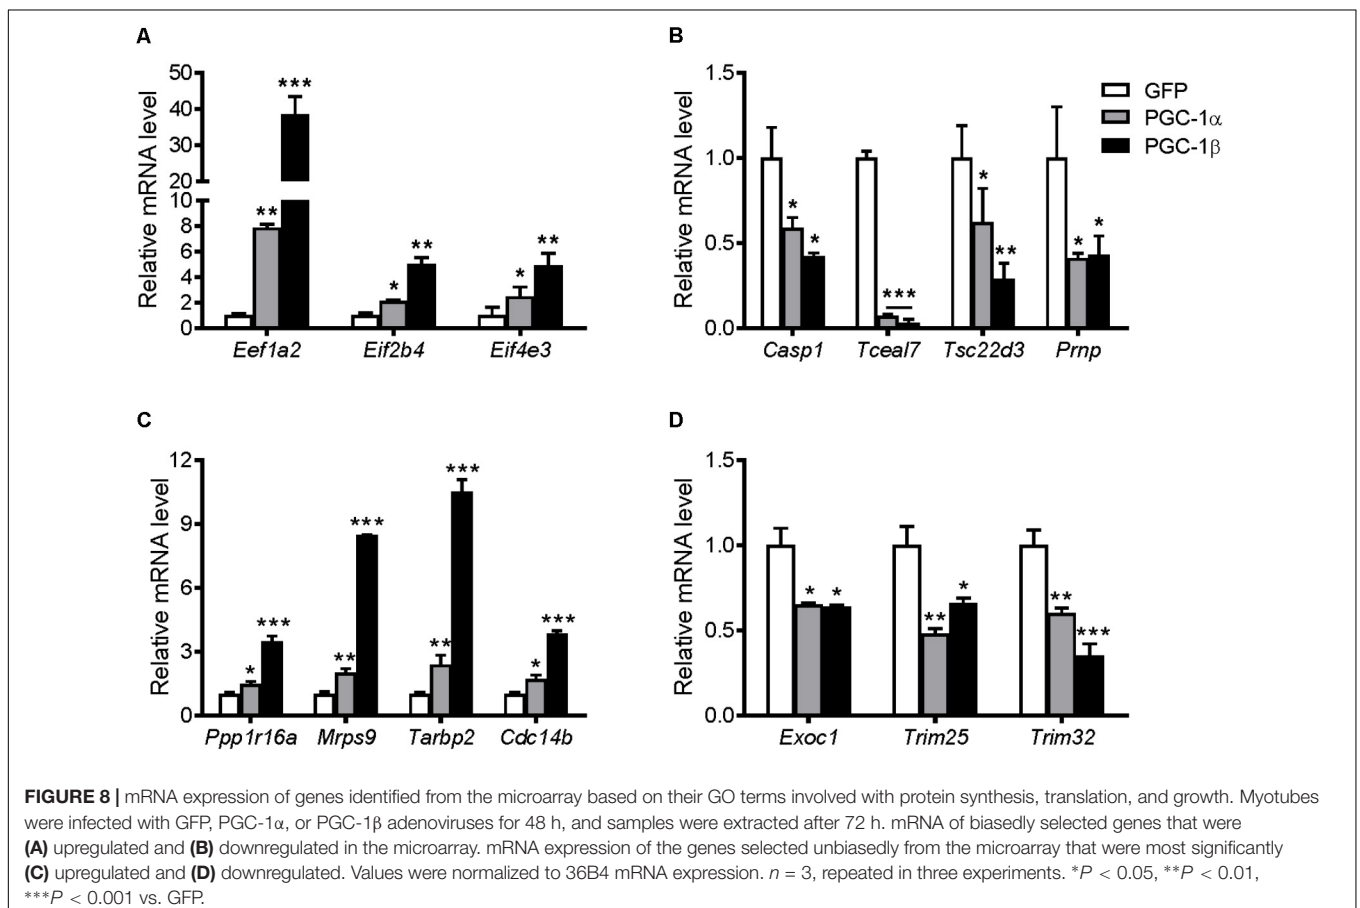 A
Relative mRNA level
50
40
30
20
10
8
6
4
2
0
***
**
*
**
*
**
Eef1a2 Eif2b4 Eif4e3
B
Relative mRNA level
1.5
1.0
0.5
0.0
*
*
***
*
**
*
*
Casp1 Tceal7 Tsc22d3 Prnp
GFP
PGC-1α
PGC-1β
C
Relative mRNA level
12
9
6
3
0
*
***
**
***
**
***
*
***
Ppp1r16a Mrps9 Tarbp2 Cdc14b
D
Relative mRNA level
1.5
1.0
0.5
0.0
*
*
**
*
**
***
Exoc1 Trim25 Trim32
FIGURE 8 | mRNA expression of genes identified from the microarray based on their GO terms involved with protein synthesis, translation, and growth. Myotubes
were infected with GFP, PGC-1α, or PGC-1β adenoviruses for 48 h, and samples were extracted after 72 h. mRNA of biasedly selected genes that were
(A) upregulated and (B) downregulated in the microarray. mRNA expression of the genes selected unbiasedly from the microarray that were most significantly
(C) upregulated and (D) downregulated. Values were normalized to 36B4 mRNA expression. n = 3, repeated in three experiments. *P < 0.05, **P < 0.01,
***P < 0.001 vs. GFP.